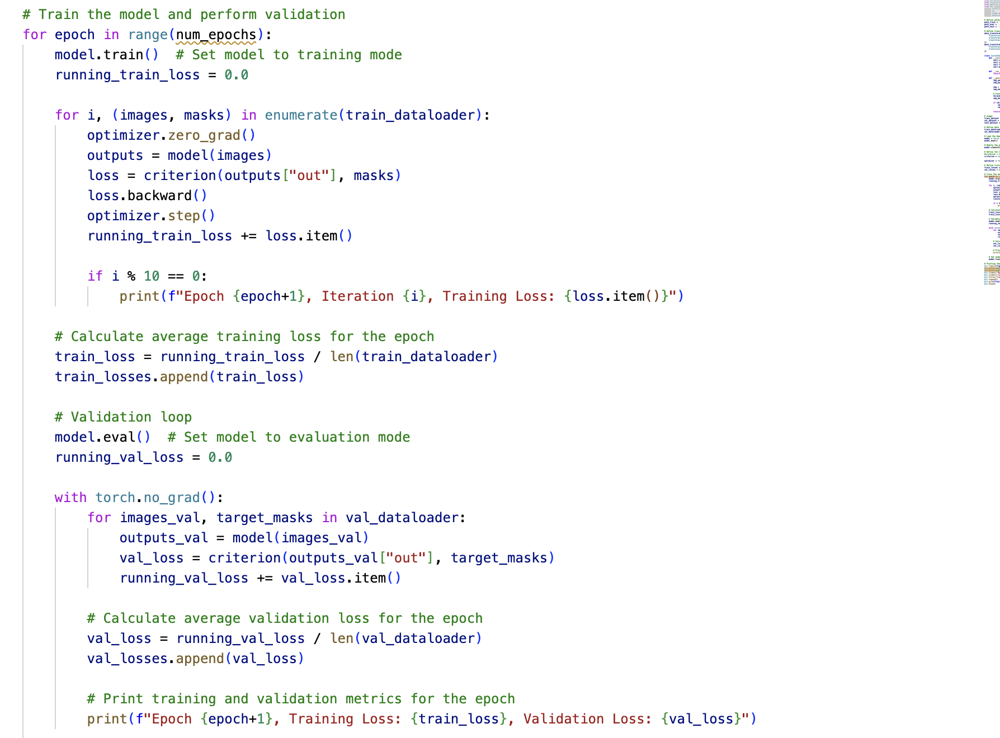 # Train the model and perform validation
for epoch in range(num_epochs):
    model.train()  # Set model to training mode
    running_train_loss = 0.0

    for i, (images, masks) in enumerate(train_dataloader):
        optimizer.zero_grad()
        outputs = model(images)
        loss = criterion(outputs["out"], masks)
        loss.backward()
        optimizer.step()
        running_train_loss += loss.item()

        if i % 10 == 0:
            print(f"Epoch {epoch+1}, Iteration {i}, Training Loss: {loss.item()}")

    # Calculate average training loss for the epoch
    train_loss = running_train_loss / len(train_dataloader)
    train_losses.append(train_loss)

    # Validation loop
    model.eval()  # Set model to evaluation mode
    running_val_loss = 0.0

    with torch.no_grad():
        for images_val, target_masks in val_dataloader:
            outputs_val = model(images_val)
            val_loss = criterion(outputs_val["out"], target_masks)
            running_val_loss += val_loss.item()

        # Calculate average validation loss for the epoch
        val_loss = running_val_loss / len(val_dataloader)
        val_losses.append(val_loss)

        # Print training and validation metrics for the epoch
        print(f"Epoch {epoch+1}, Training Loss: {train_loss}, Validation Loss: {val_loss}")